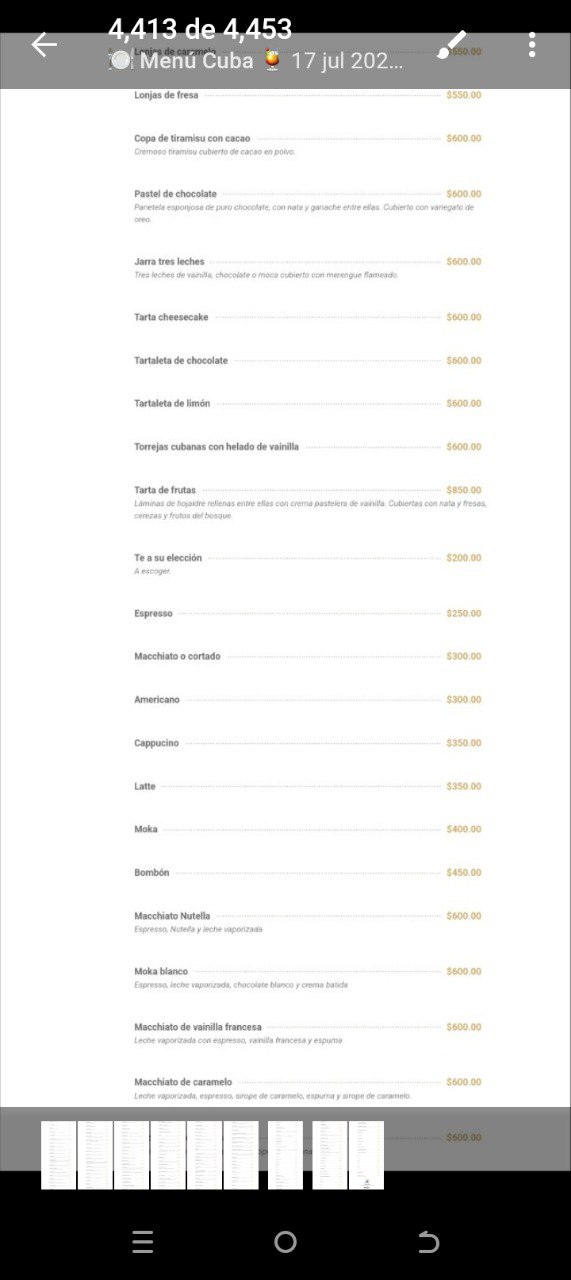 4,413 de 4,453
Menú Cuba 17 jul 202...
Lonjas de caramelo $550.00
Lonjas de fresa $550.00
Copa de tiramisu con cacao $600.00
Cremoso tiramisu cubierto de cacao en polvo.
Pastel de chocolate $600.00
Panetela esponjosa de puro chocolate, con nata y ganache entre ellas. Cubierto con variegato de
oreo.
Jarra tres leches $600.00
Tres leches de vainilla, chocolate o moca cubierto con merengue flameado.
Tarta cheesecake $600.00
Tartaleta de chocolate $600.00
Tartaleta de limón $600.00
Torrejas cubanas con helado de vainilla $600.00
Tarta de frutas $850.00
Láminas de hojaldre rellenas entre ellas con crema pastelera de vainilla. Cubiertas con nata y fresas,
cerezas y frutos del bosque.
Te a su elección $200.00
A escoger.
Espresso $250.00
Macchiato o cortado $300.00
Americano $300.00
Cappucino $350.00
Latte $350.00
Moka $400.00
Bombón $450.00
Macchiato Nutella $600.00
Espresso, Nutella y leche vaporizada
Moka blanco $600.00
Espresso, leche vaporizada, chocolate blanco y crema batida
Macchiato de vainilla francesa $600.00
Leche vaporizada con espresso, vainilla francesa y espuma
Macchiato de caramelo $600.00
Leche vaporizada, espresso, sirope de caramelo, espuma y sirope de caramelo.
$600.00